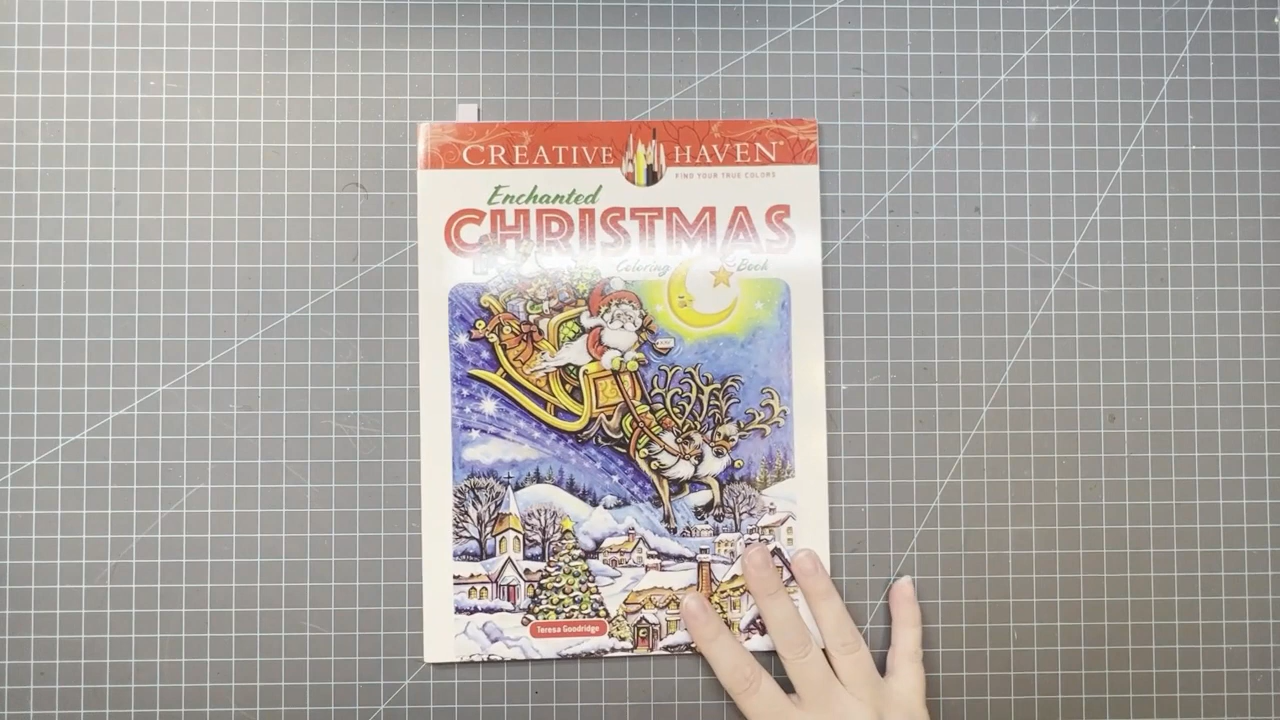 CREATIVE HAVEN®
FIND YOUR TRUE COLORS
Enchanted
CHRISTMAS
Coloring Book
Teresa Goodridge